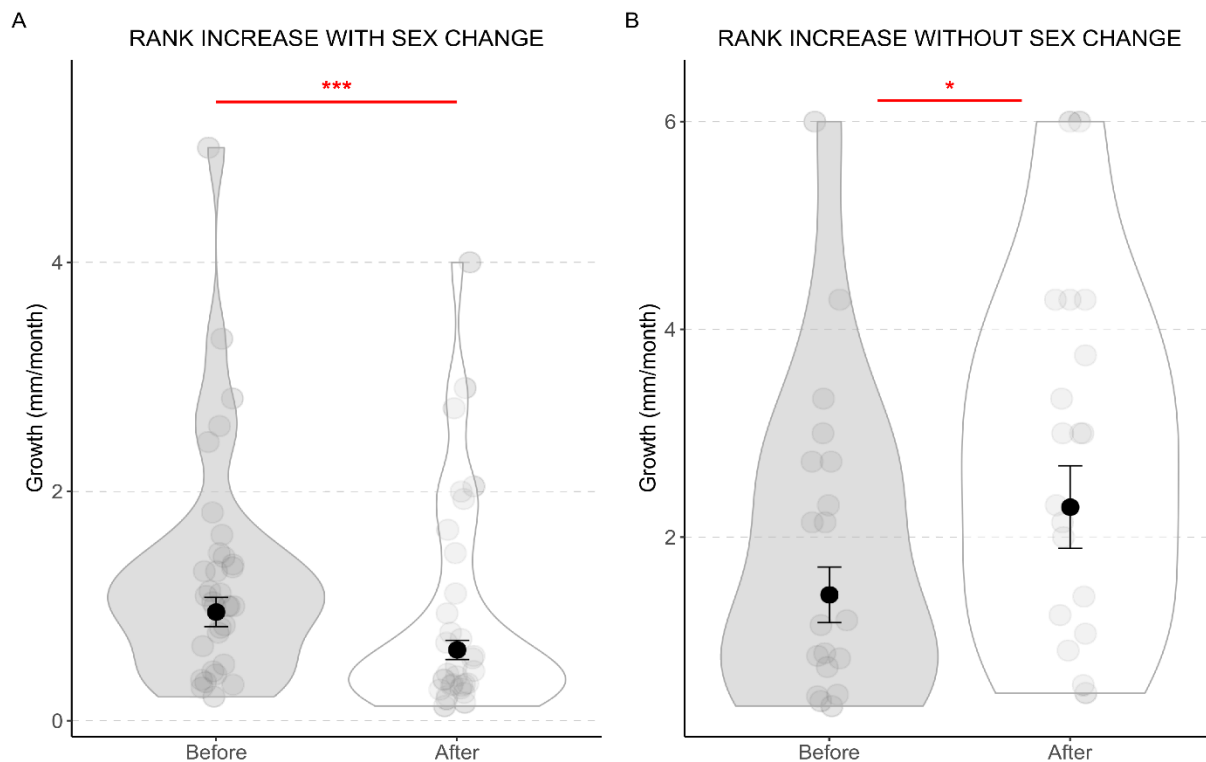 A
RANK INCREASE WITH SEX CHANGE
***
Growth (mm/month)
4
2
0
Before
After
B
RANK INCREASE WITHOUT SEX CHANGE
*
Growth (mm/month)
6
4
2
Before
After